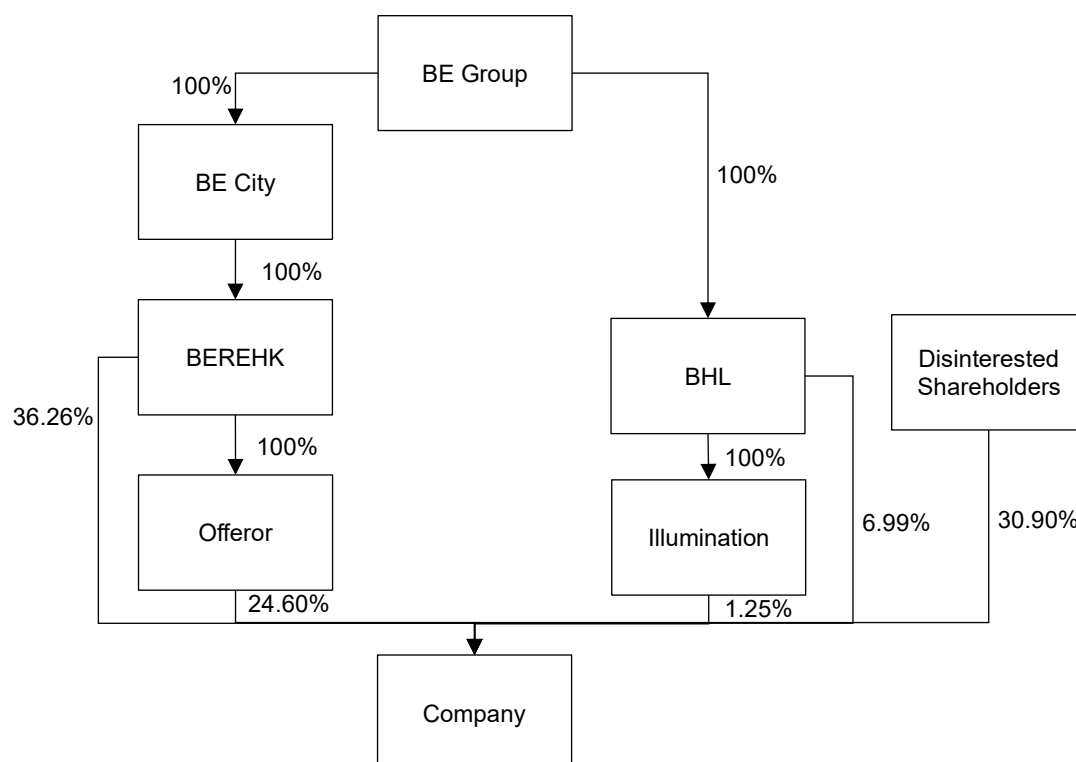 BE Group
100%
BE City
100%
100%
BEREHK
BHL
Disinterested
Shareholders
36.26%
100%
100%
Offeror
Illumination
6.99%
30.90%
24.60%
1.25%
Company